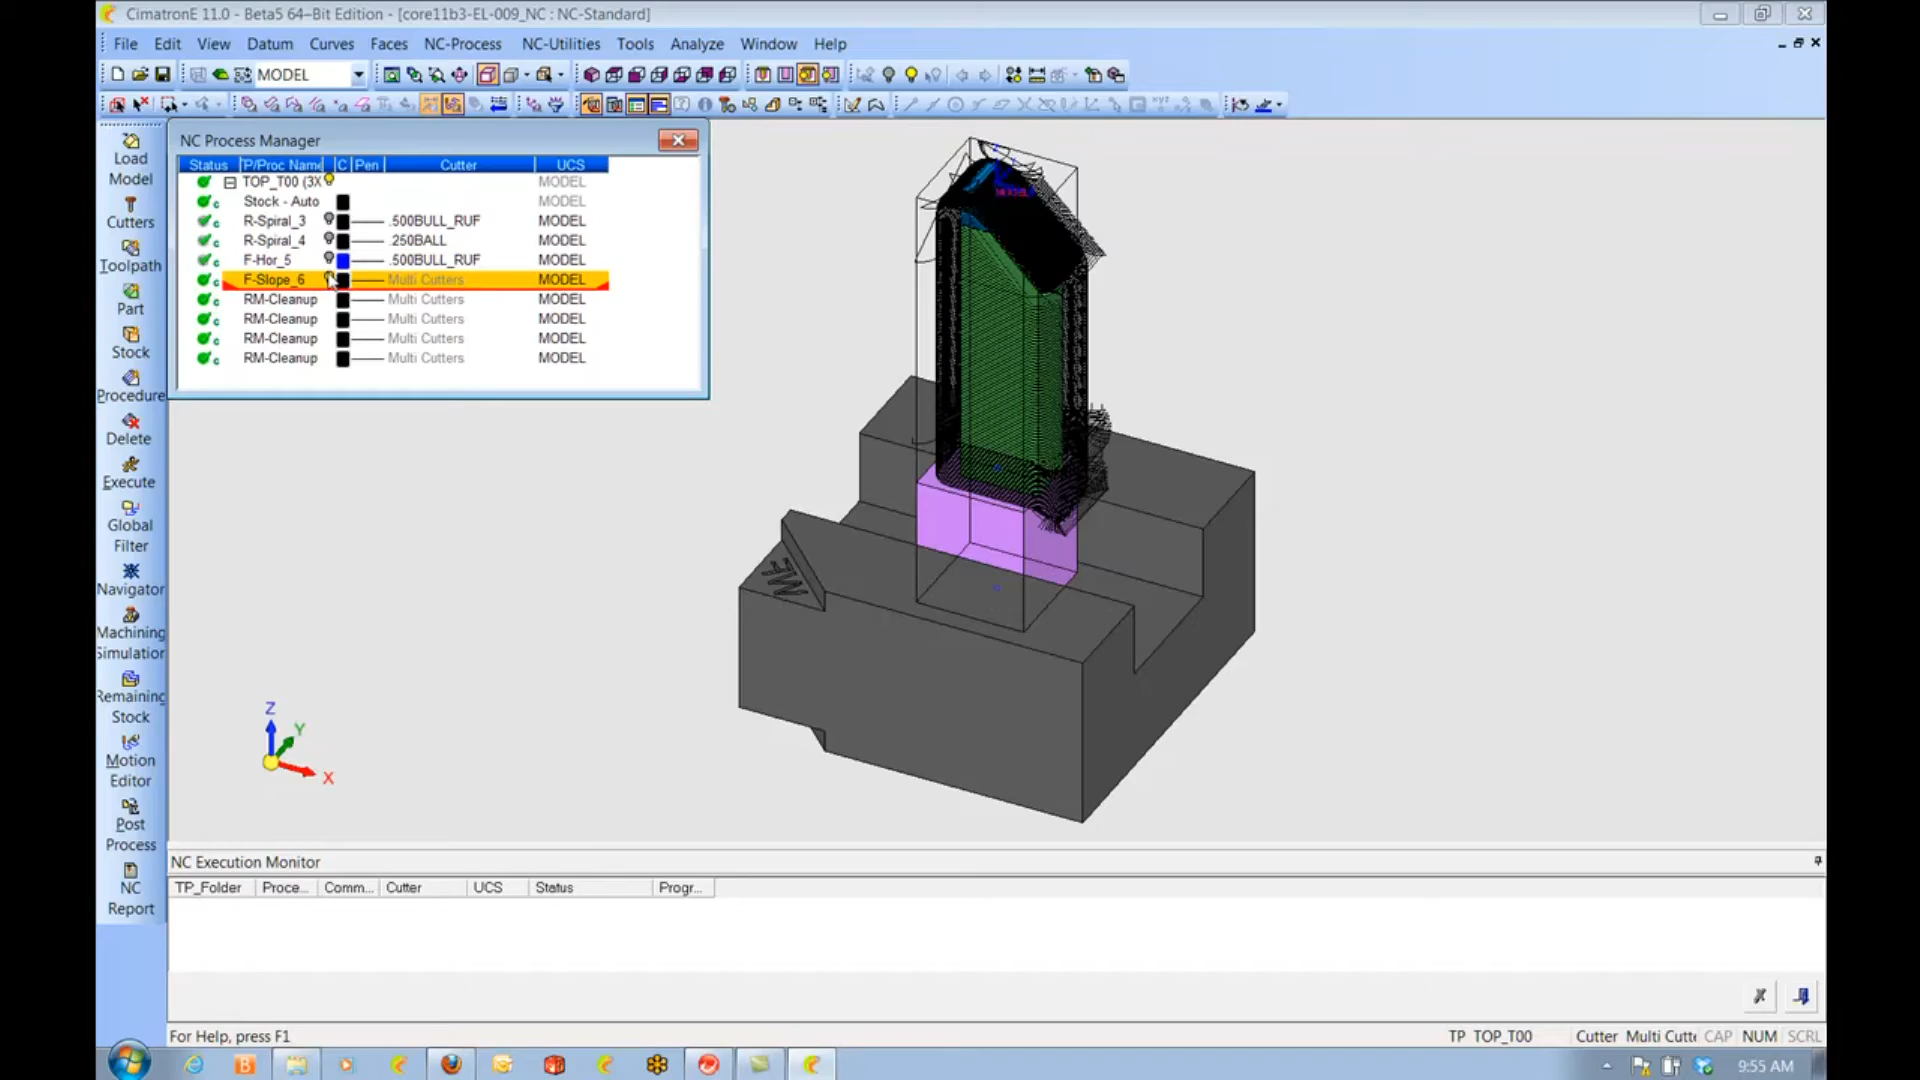 CimatronE 11.0 - Beta5 64–Bit Edition - [core11b3-EL-009_NC : NC-Standard]
File Edit View Datum Curves Faces NC-Process NC-Utilities Tools Analyze Window Help
MODEL
NC Process Manager
Status TP/Proc Name C Pen Cutter UCS
TOP_T00 (3X MODEL
Stock - Auto MODEL
R-Spiral_3 .500BULL_RUF MODEL
R-Spiral_4 .250BALL MODEL
F-Hor_5 .500BULL_RUF MODEL
F-Slope_6 Multi Cutters MODEL
RM-Cleanup Multi Cutters MODEL
RM-Cleanup Multi Cutters MODEL
RM-Cleanup Multi Cutters MODEL
RM-Cleanup Multi Cutters MODEL
Load
Model
Cutters
Toolpath
Part
Stock
Procedure
Delete
Execute
Global
Filter
Navigator
Machining
Simulation
Remaining
Stock
Motion
Editor
Post
Process
NC
Report
MODEL
ME
Z
Y
X
NC Execution Monitor
TP_Folder Proce... Comm... Cutter UCS Status Progr...
For Help, press F1
TP TOP_T00 Cutter Multi Cutt CAP NUM SCRL
9:55 AM